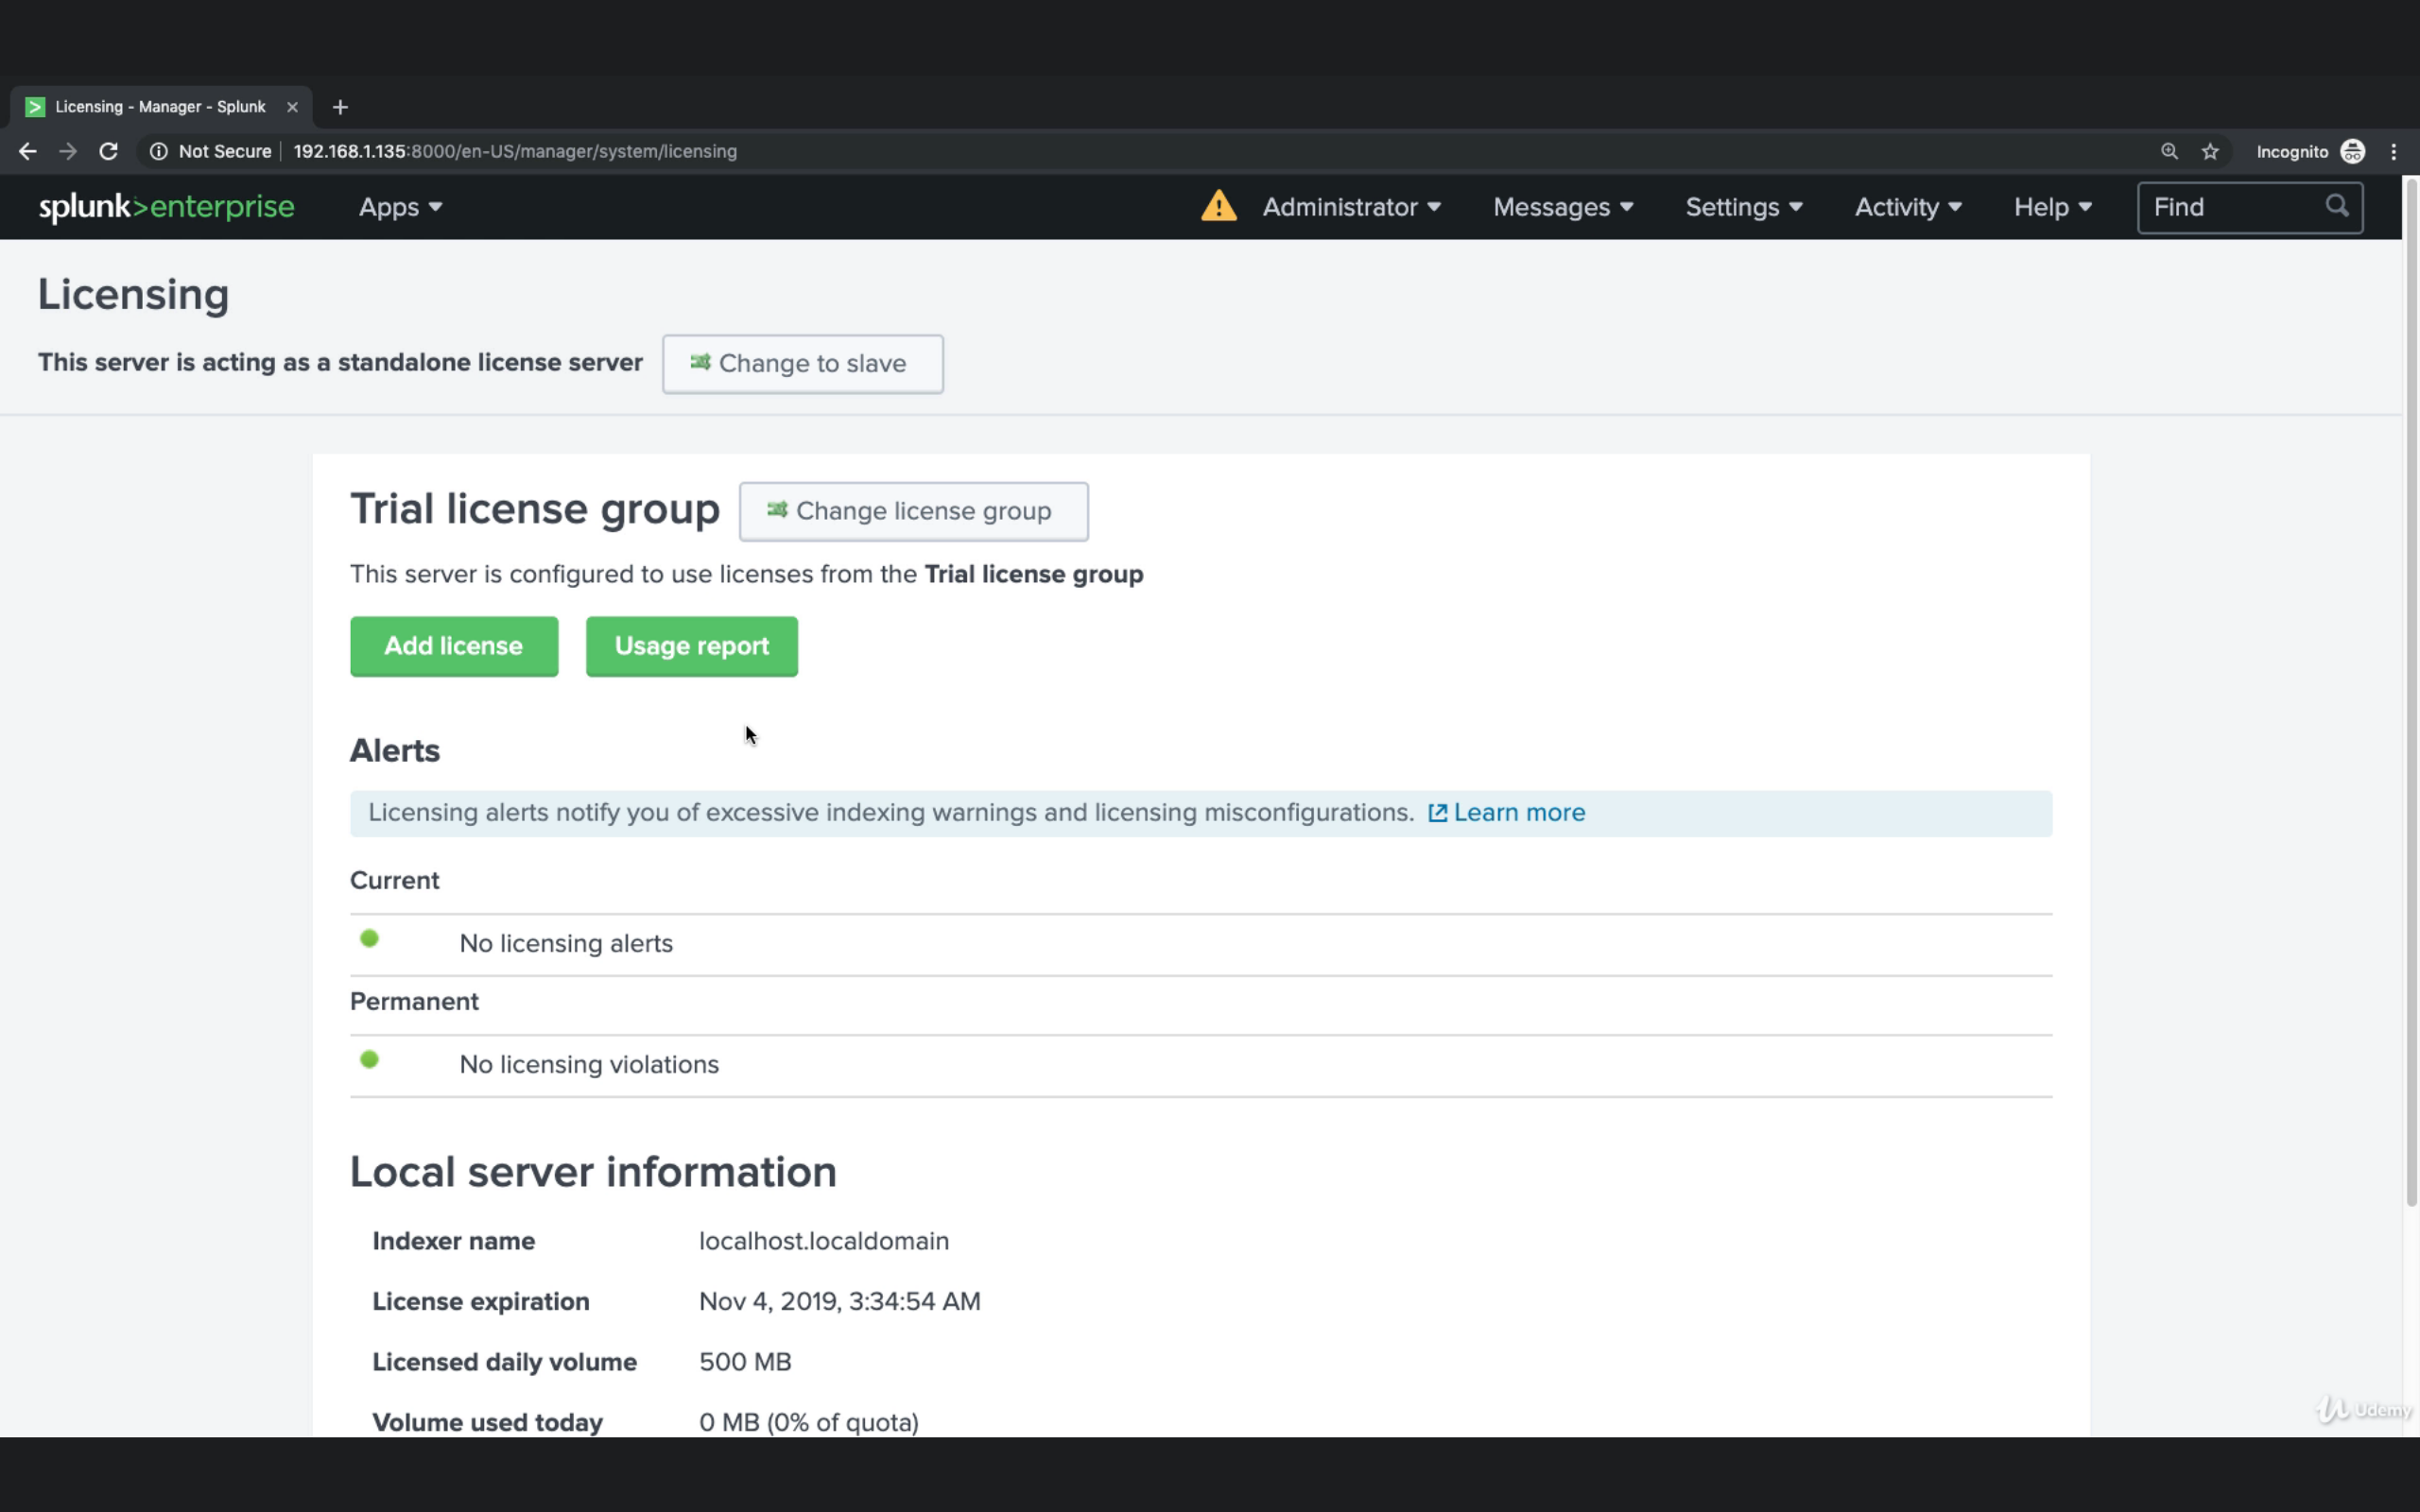 Licensing - Manager - Splunk
Not Secure 192.168.1.135:8000/en-US/manager/system/licensing Incognito
splunk>enterprise Apps Administrator Messages Settings Activity Help Find
Licensing
This server is acting as a standalone license server Change to slave
Trial license group Change license group
This server is configured to use licenses from the Trial license group
Add license Usage report
Alerts
Licensing alerts notify you of excessive indexing warnings and licensing misconfigurations. Learn more
Current
No licensing alerts
Permanent
No licensing violations
Local server information
Indexer name localhost.localdomain
License expiration Nov 4, 2019, 3:34:54 AM
Licensed daily volume 500 MB
Volume used today 0 MB (0% of quota)
Udemy